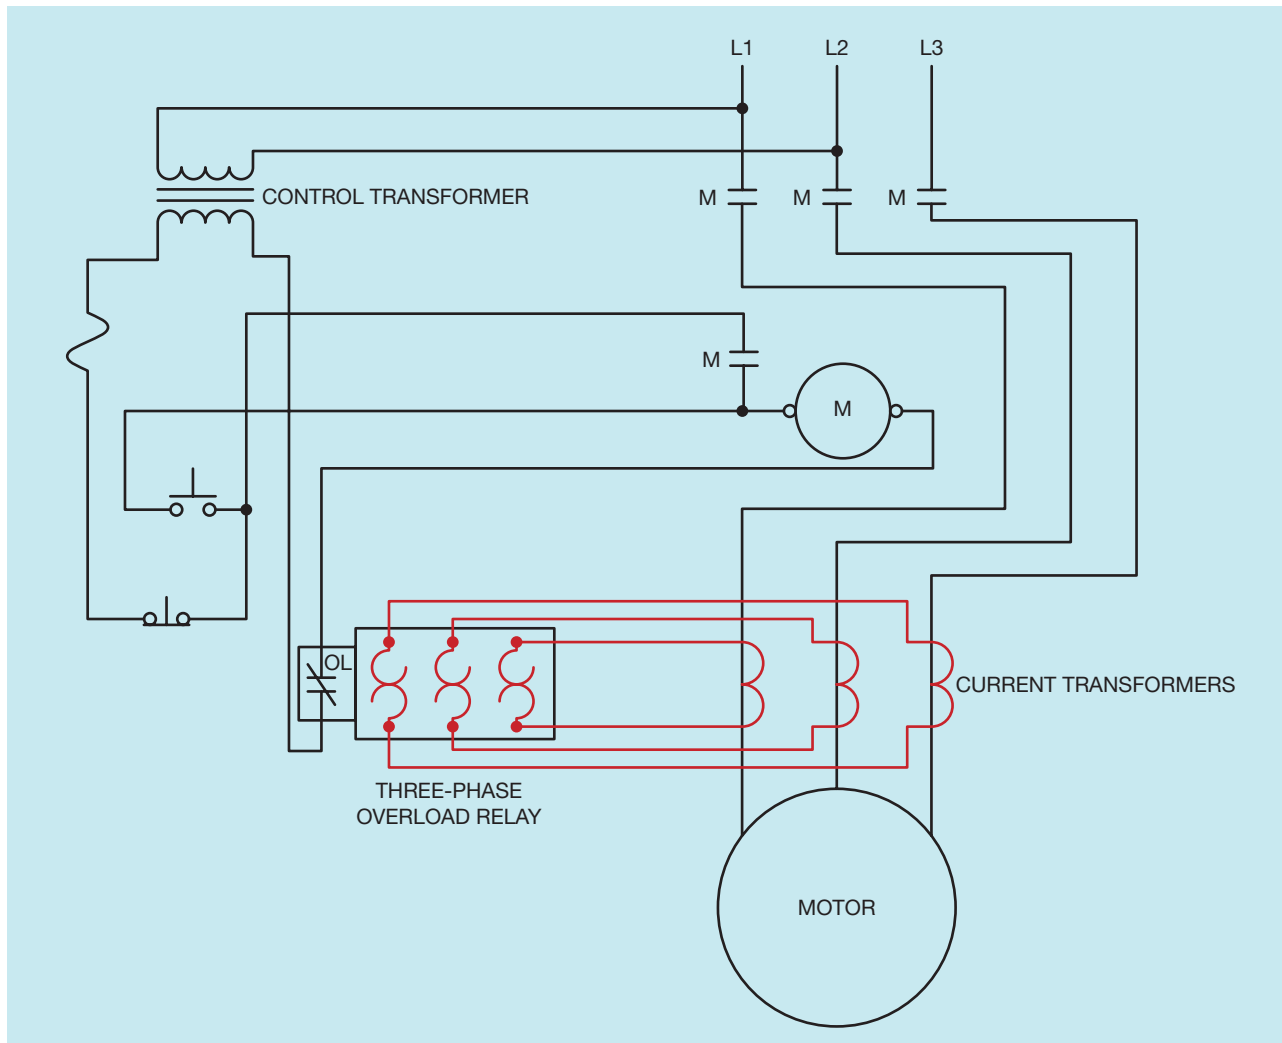 L1
L2
L3
CONTROL TRANSFORMER
M
M
M
M
M
OL
CURRENT TRANSFORMERS
THREE-PHASE
OVERLOAD RELAY
MOTOR